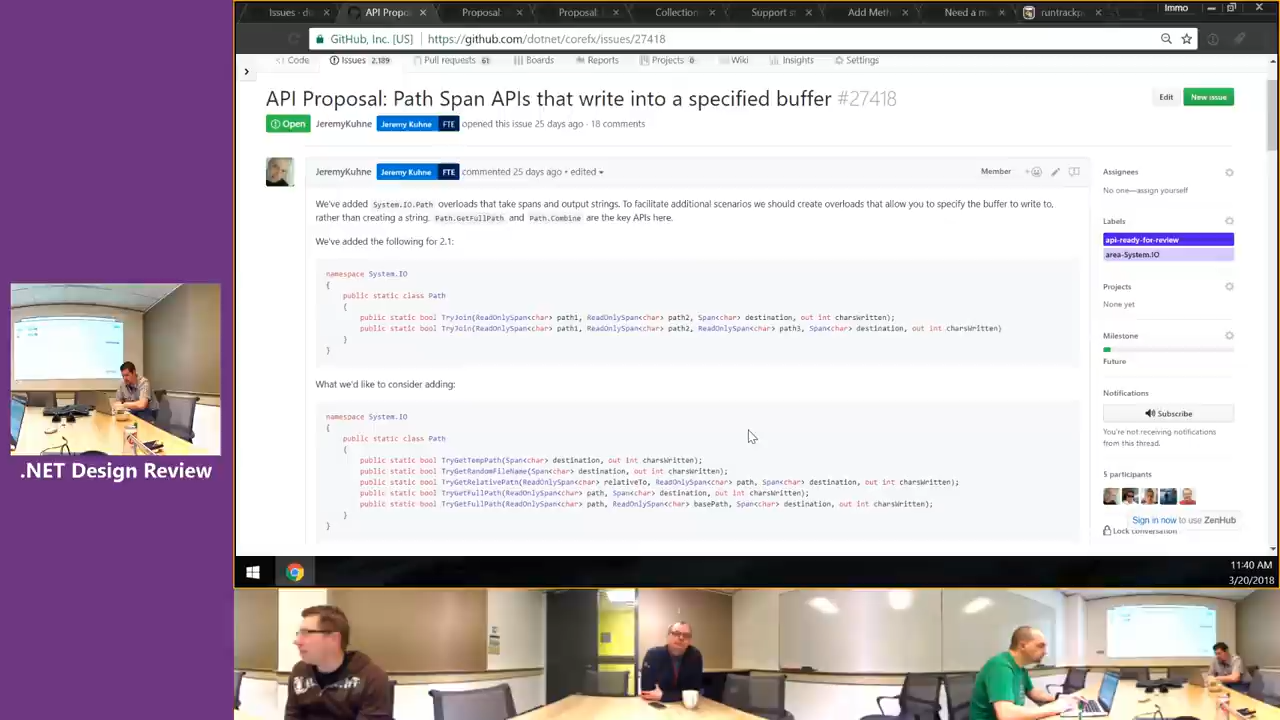 Issues - d
API Propo
Proposal:
Proposal:
Collection
Support st
Add Meth
Need a m
runtrackp
Immo
GitHub, Inc. [US]
https://github.com/dotnet/corefx/issues/27418
Code
Issues 2,189
Pull requests 61
Boards
Reports
Projects 0
Wiki
Insights
Settings
API Proposal: Path Span APIs that write into a specified buffer #27418
Edit
New issue
Open
JeremyKuhne Jeremy Kuhne FTE opened this issue 25 days ago · 18 comments
JeremyKuhne Jeremy Kuhne FTE commented 25 days ago • edited
Member
We've added System.IO.Path overloads that take spans and output strings. To facilitate additional scenarios we should create overloads that allow you to specify the buffer to write to,
rather than creating a string. Path.GetFullPath and Path.Combine are the key APIs here.
We've added the following for 2.1:
namespace System.IO
{
public static class Path
{
public static bool TryJoin(ReadOnlySpan<char> path1, ReadOnlySpan<char> path2, Span<char> destination, out int charsWritten);
public static bool TryJoin(ReadOnlySpan<char> path1, ReadOnlySpan<char> path2, ReadOnlySpan<char> path3, Span<char> destination, out int charsWritten)
}
}
What we'd like to consider adding:
namespace System.IO
{
public static class Path
{
public static bool TryGetTempPath(Span<char> destination, out int charsWritten);
public static bool TryGetRandomFileName(Span<char> destination, out int charsWritten);
public static bool TryGetRelativePath(ReadOnlySpan<char> relativeTo, ReadOnlySpan<char> path, Span<char> destination, out int charsWritten);
public static bool TryGetFullPath(ReadOnlySpan<char> path, Span<char> destination, out int charsWritten);
public static bool TryGetFullPath(ReadOnlySpan<char> path, ReadOnlySpan<char> basePath, Span<char> destination, out int charsWritten);
}
}
Assignees
No one—assign yourself
Labels
api-ready-for-review
area-System.IO
Projects
None yet
Milestone
Future
Notifications
Subscribe
You're not receiving notifications
from this thread.
5 participants
Sign in now to use ZenHub
Lock conversation
.NET Design Review
11:40 AM
3/20/2018